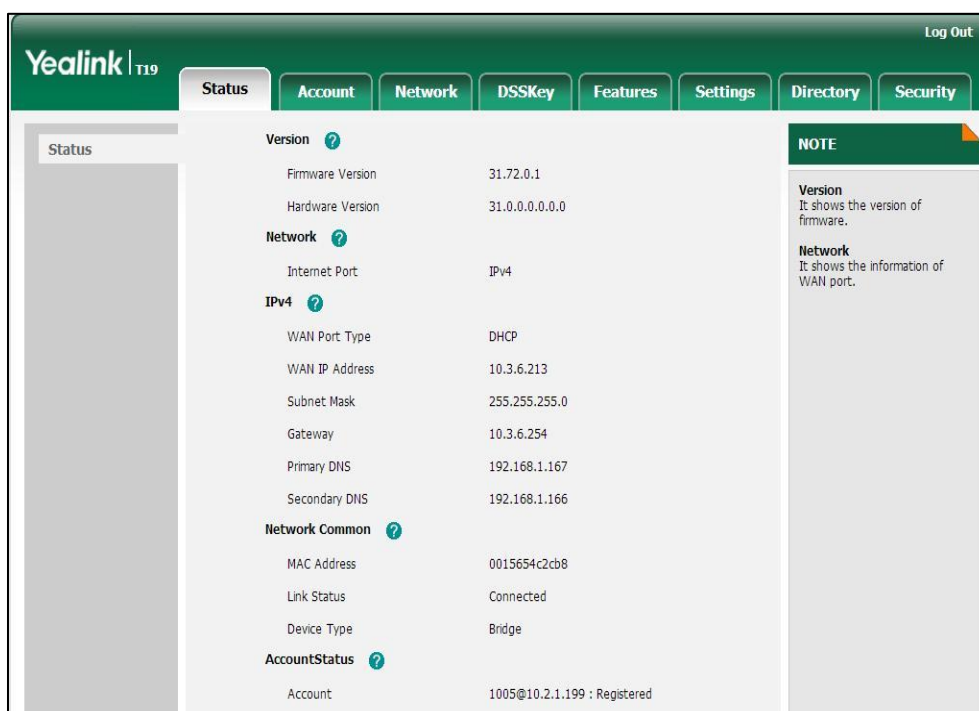 Log Out
Yealink T19
Status Account Network DSSKey Features Settings Directory Security
Status
Version ?
Firmware Version 31.72.0.1
Hardware Version 31.0.0.0.0.0.0
Network ?
Internet Port IPv4
IPv4 ?
WAN Port Type DHCP
WAN IP Address 10.3.6.213
Subnet Mask 255.255.255.0
Gateway 10.3.6.254
Primary DNS 192.168.1.167
Secondary DNS 192.168.1.166
Network Common ?
MAC Address 0015654c2cb8
Link Status Connected
Device Type Bridge
AccountStatus ?
Account 1005@10.2.1.199 : Registered
NOTE
Version
It shows the version of
firmware.
Network
It shows the information of
WAN port.